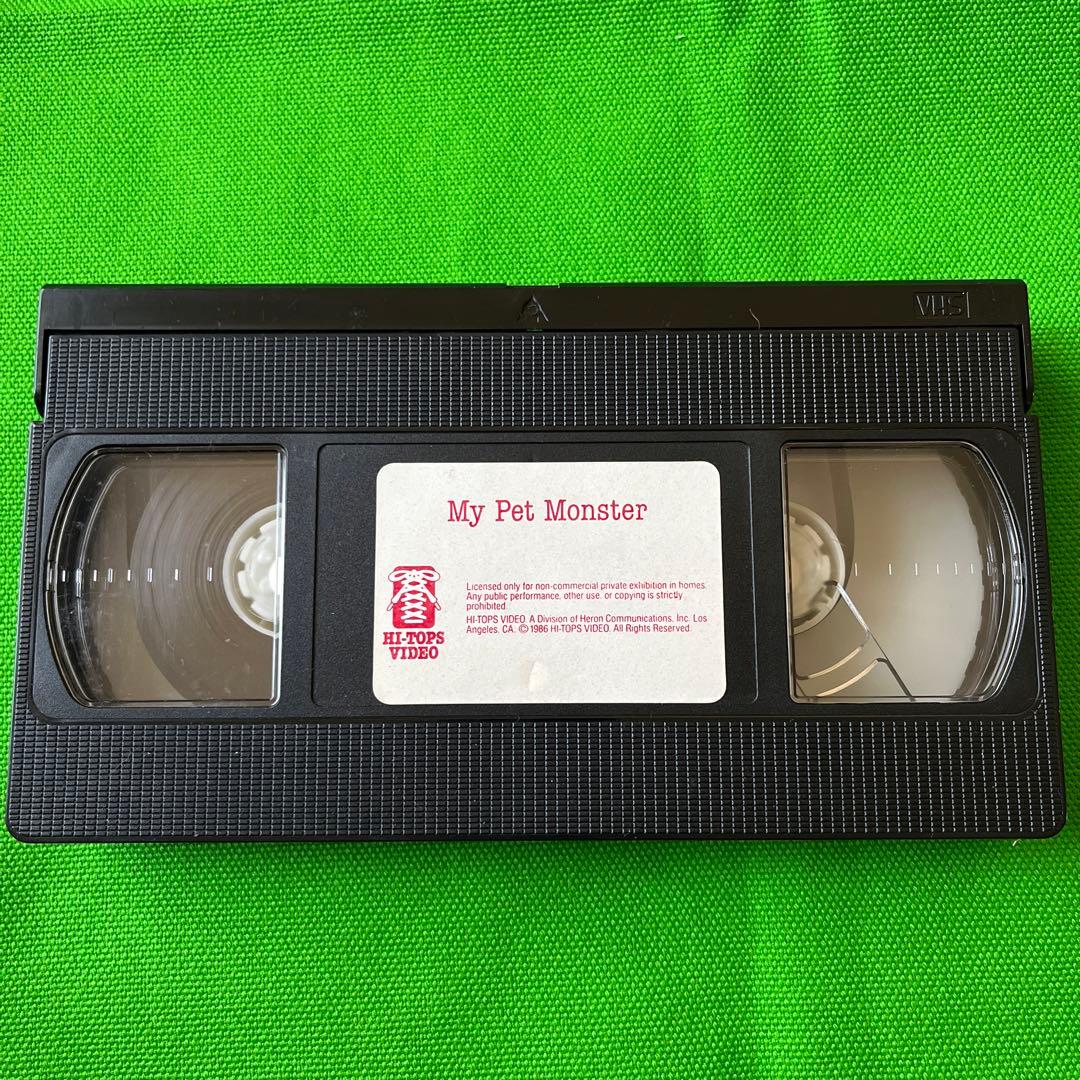 VHS
My Pet Monster
HI-TOPS
VIDEO
Licensed only for non-commercial private exhibition in homes.
Any public performance, other use, or copying is strictly
prohibited.
HI-TOPS VIDEO. A Division of Heron Communications, Inc. Los
Angeles, CA. © 1986 HI-TOPS VIDEO. All Rights Reserved.